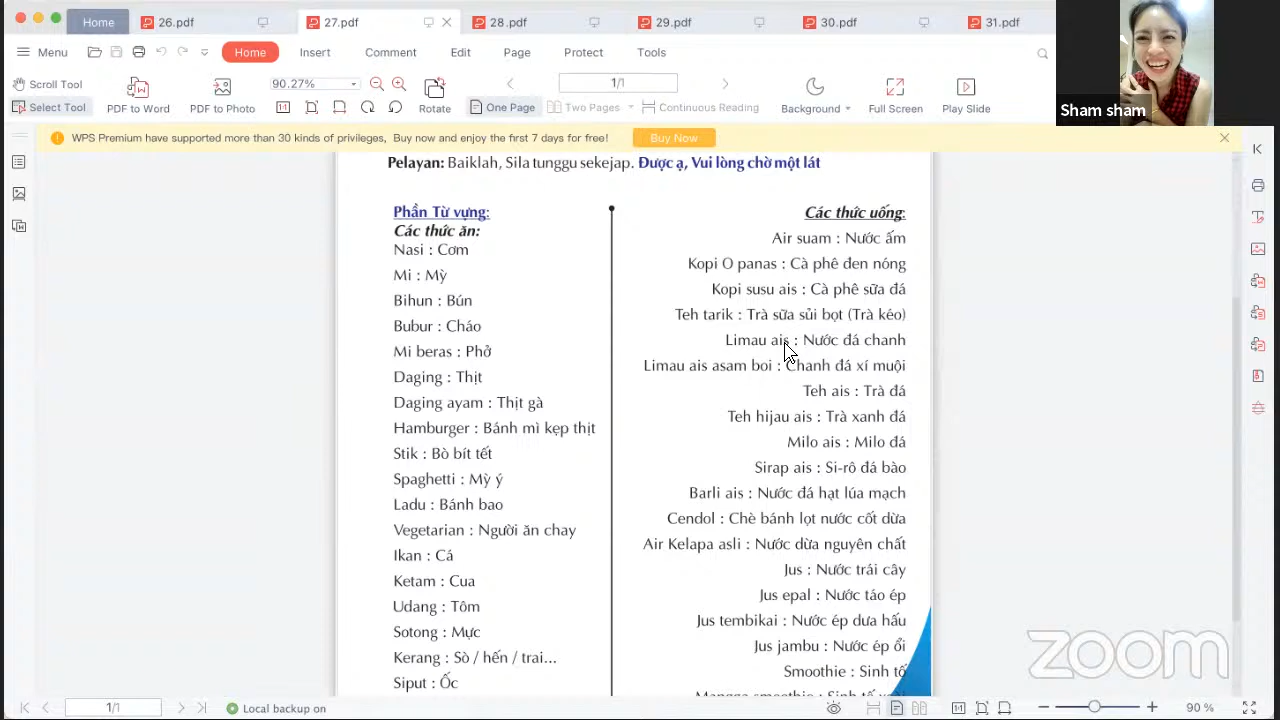 Home
26.pdf
27.pdf
28.pdf
29.pdf
30.pdf
31.pdf
Menu
Home
Insert
Comment
Edit
Page
Protect
Tools
Scroll Tool
Select Tool
PDF to Word
PDF to Photo
90.27%
Rotate
1/1
One Page
Two Pages
Continuous Reading
Background
Full Screen
Play Slide
Sham sham
WPS Premium have supported more than 30 kinds of privileges, Buy now and enjoy the first 7 days for free!
Buy Now
Pelayan: Baiklah, Sila tunggu sekejap. Được ạ, Vui lòng chờ một lát
Phần Từ vựng:
Các thức ăn:
Nasi : Cơm
Mi : Mỳ
Bihun : Bún
Bubur : Cháo
Mi beras : Phở
Daging : Thịt
Daging ayam : Thịt gà
Hamburger : Bánh mì kẹp thịt
Stik : Bò bít tết
Spaghetti : Mỳ ý
Ladu : Bánh bao
Vegetarian : Người ăn chay
Ikan : Cá
Ketam : Cua
Udang : Tôm
Sotong : Mực
Kerang : Sò / hến / trai...
Siput : Ốc
Các thức uống:
Air suam : Nước ấm
Kopi O panas : Cà phê đen nóng
Kopi susu ais : Cà phê sữa đá
Teh tarik : Trà sữa sủi bọt (Trà kéo)
Limau ais : Nước đá chanh
Limau ais asam boi : Chanh đá xí muội
Teh ais : Trà đá
Teh hijau ais : Trà xanh đá
Milo ais : Milo đá
Sirap ais : Si-rô đá bào
Barli ais : Nước đá hạt lúa mạch
Cendol : Chè bánh lọt nước cốt dừa
Air Kelapa asli : Nước dừa nguyên chất
Jus : Nước trái cây
Jus epal : Nước táo ép
Jus tembikai : Nước ép dưa hấu
Jus jambu : Nước ép ổi
Smoothie : Sinh tố
Mangga smoothie : Sinh tố xoài
zoom
1/1
Local backup on
90 %